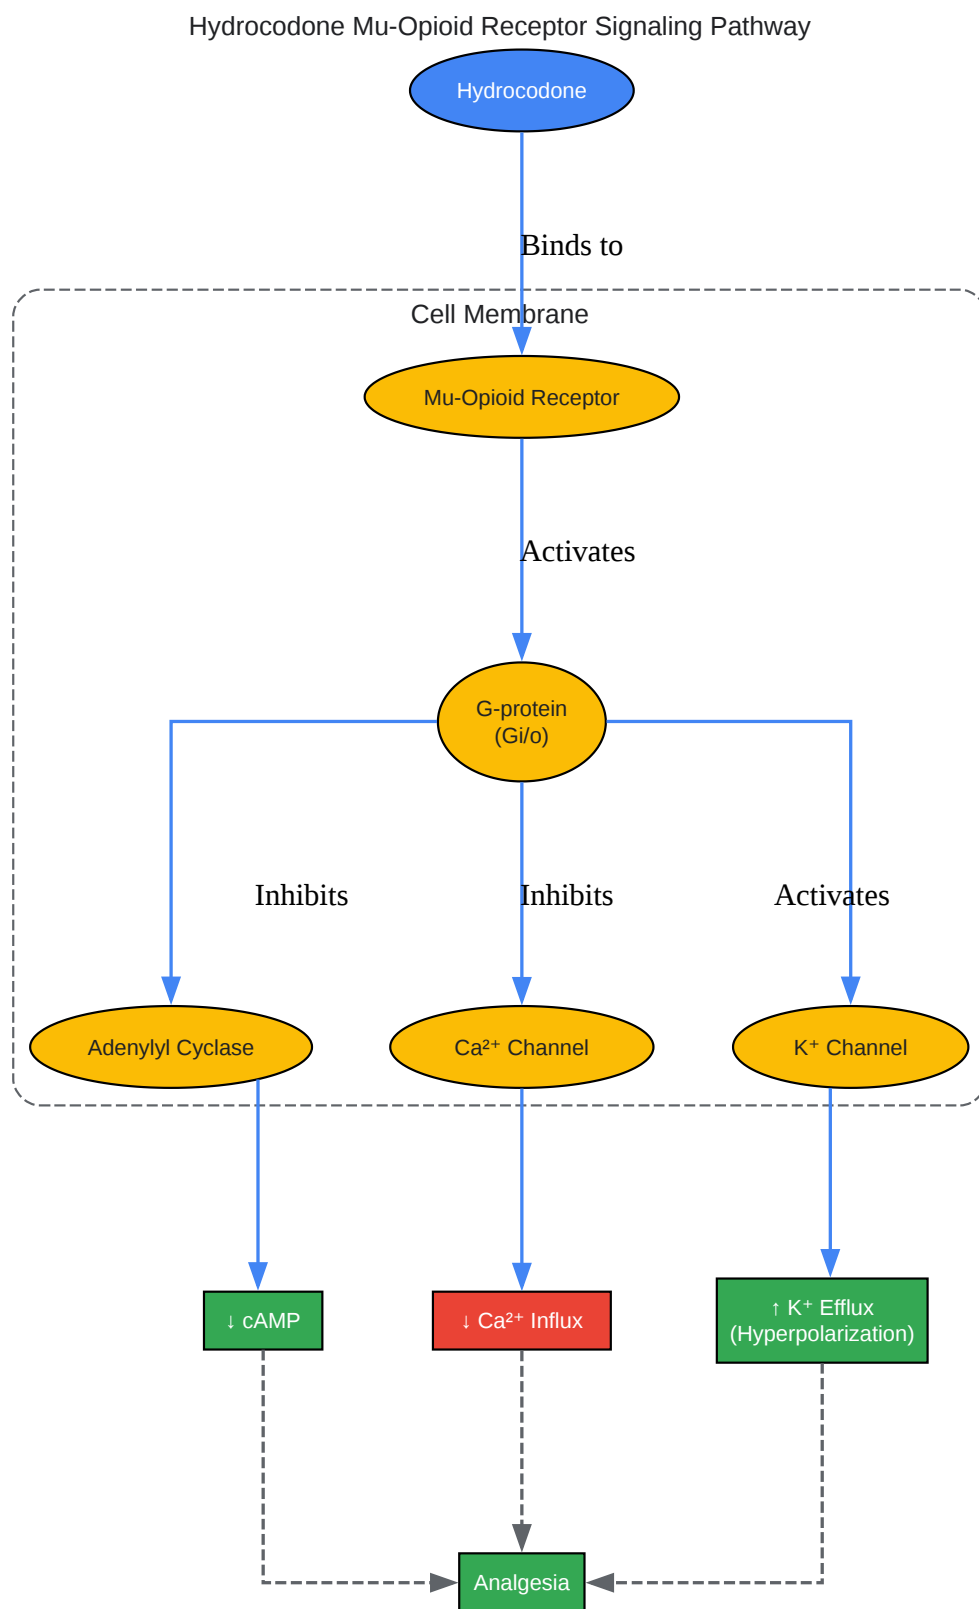 Hydrocodone Mu-Opioid Receptor Signaling Pathway
Hydrocodone
Binds to
Cell Membrane
Mu-Opioid Receptor
Activates
G-protein
(Gi/o)
Inhibits
Inhibits
Activates
Adenylyl Cyclase
Ca²⁺ Channel
K⁺ Channel
↓ cAMP
↓ Ca²⁺ Influx
↑ K⁺ Efflux
(Hyperpolarization)
Analgesia